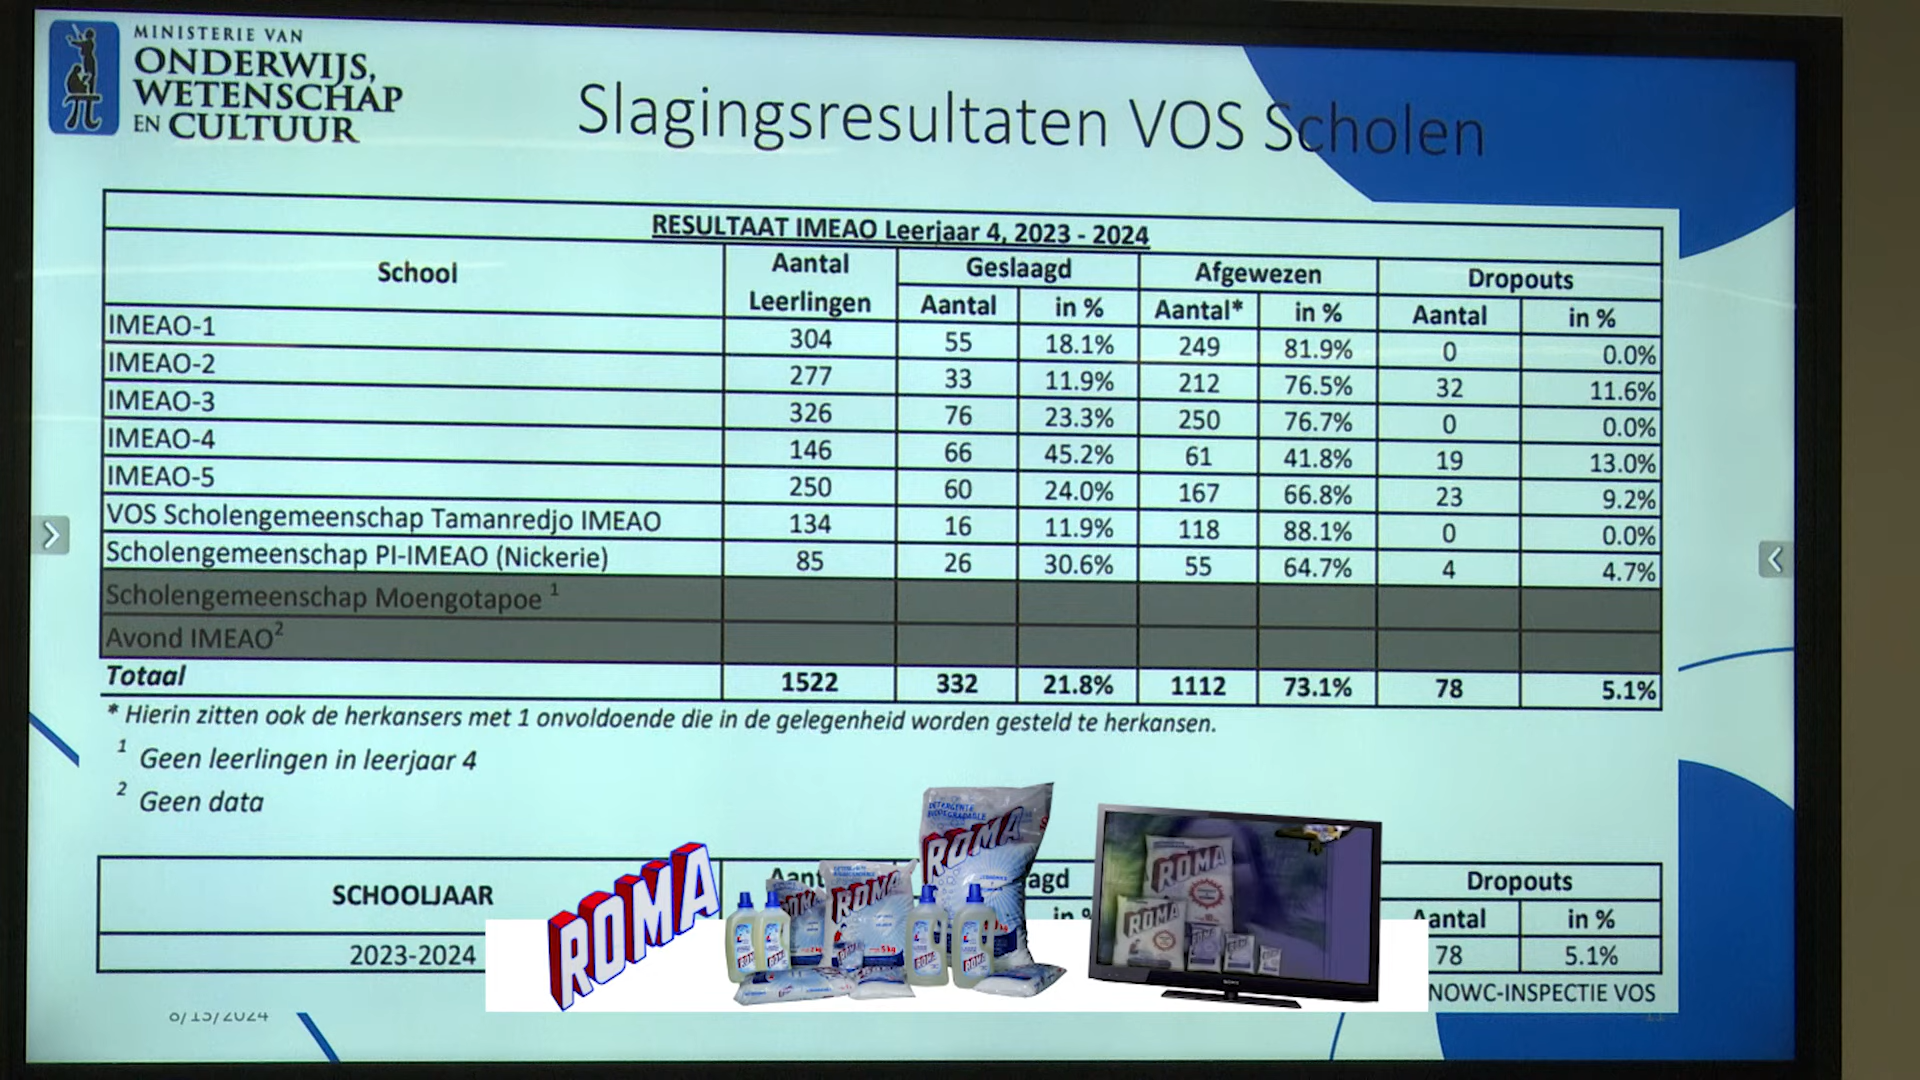 MINISTERIE VAN
ONDERWIJS,
WETENSCHAP
EN CULTUUR
Slagingsresultaten VOS Scholen
RESULTAAT IMEAO Leerjaar 4, 2023 - 2024
School Aantal Leerlingen Geslaagd Afgewezen Dropouts
Aantal in % Aantal* in % Aantal in %
IMEAO-1 304 55 18.1% 249 81.9% 0 0.0%
IMEAO-2 277 33 11.9% 212 76.5% 32 11.6%
IMEAO-3 326 76 23.3% 250 76.7% 0 0.0%
IMEAO-4 146 66 45.2% 61 41.8% 19 13.0%
IMEAO-5 250 60 24.0% 167 66.8% 23 9.2%
VOS Scholengemeenschap Tamanredjo IMEAO 134 16 11.9% 118 88.1% 0 0.0%
Scholengemeenschap PI-IMEAO (Nickerie) 85 26 30.6% 55 64.7% 4 4.7%
Scholengemeenschap Moengotapoe 1
Avond IMEAO2
Totaal 1522 332 21.8% 1112 73.1% 78 5.1%
* Hierin zitten ook de herkansers met 1 onvoldoende die in de gelegenheid worden gesteld te herkansen.
1 Geen leerlingen in leerjaar 4
2 Geen data
SCHOOLJAAR Dropouts
Aantal in %
2023-2024 78 5.1%
NOWC-INSPECTIE VOS
8/15/2024
ROMA
DETERGENTE
BIODEGRADABLE
ROMA
ROMA
ROMA
ROMA
ROMA